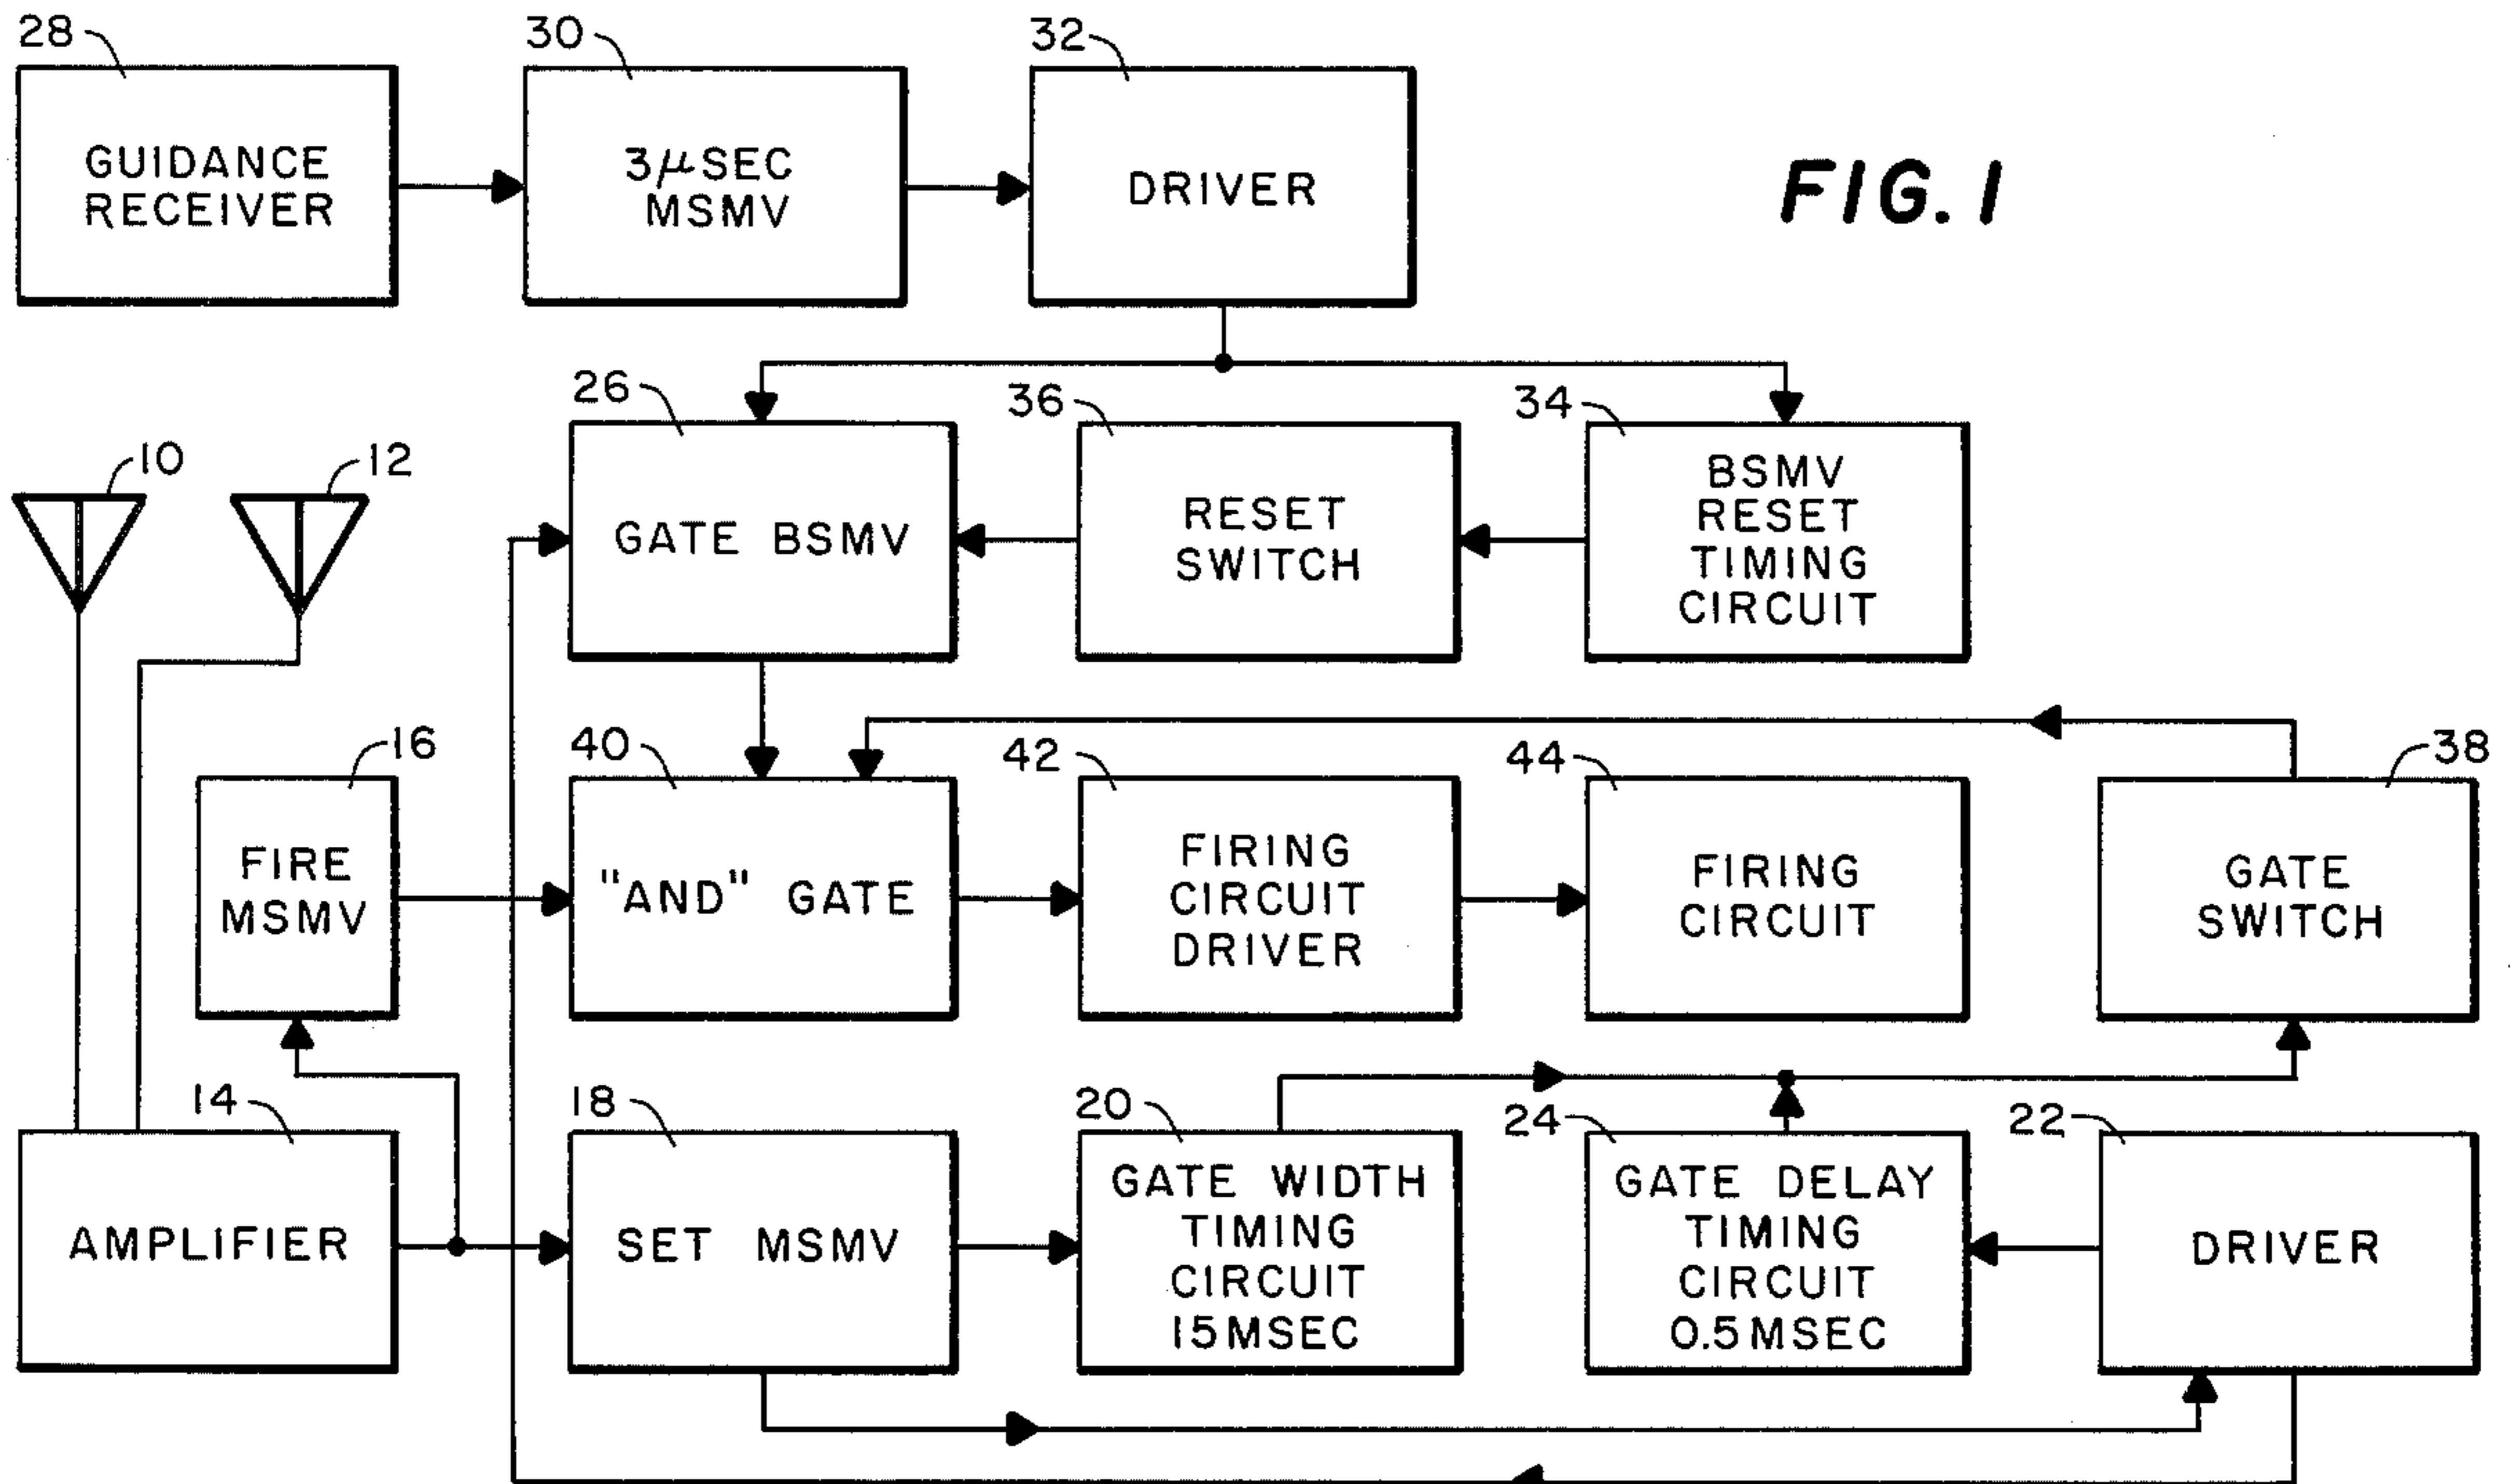 28
30
32
GUIDANCE
RECEIVER
3μSEC
MSMV
DRIVER
FIG. 1
26
36
34
10
12
GATE BSMV
RESET
SWITCH
BSMV
RESET
TIMING
CIRCUIT
16
40
42
44
38
FIRE
MSMV
"AND" GATE
FIRING
CIRCUIT
DRIVER
FIRING
CIRCUIT
GATE
SWITCH
14
18
20
24
22
AMPLIFIER
SET MSMV
GATE WIDTH
TIMING
CIRCUIT
15 MSEC
GATE DELAY
TIMING
CIRCUIT
0.5 MSEC
DRIVER